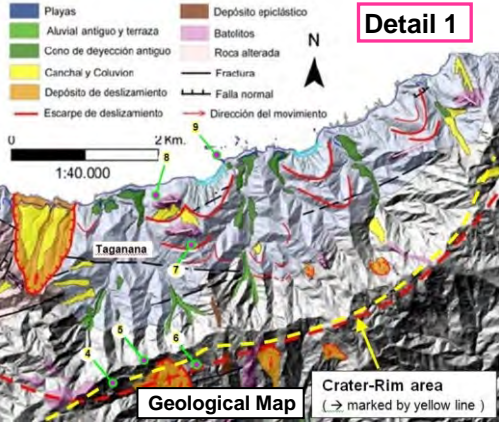 Playas
Aluvial antiguo y terraza
Cono de deyección antiguo
Canchal y Coluvion
Depósito de deslizamiento
Escarpe de deslizamiento
Depósito epiclástico
Batolitos
Roca alterada
Fractura
Falla normal
Dirección del movimiento
N
Detail 1
0 2 Km.
1:40.000
9
8
Taganana
7
5
6
4
Geological Map
Crater-Rim area
(→ marked by yellow line )